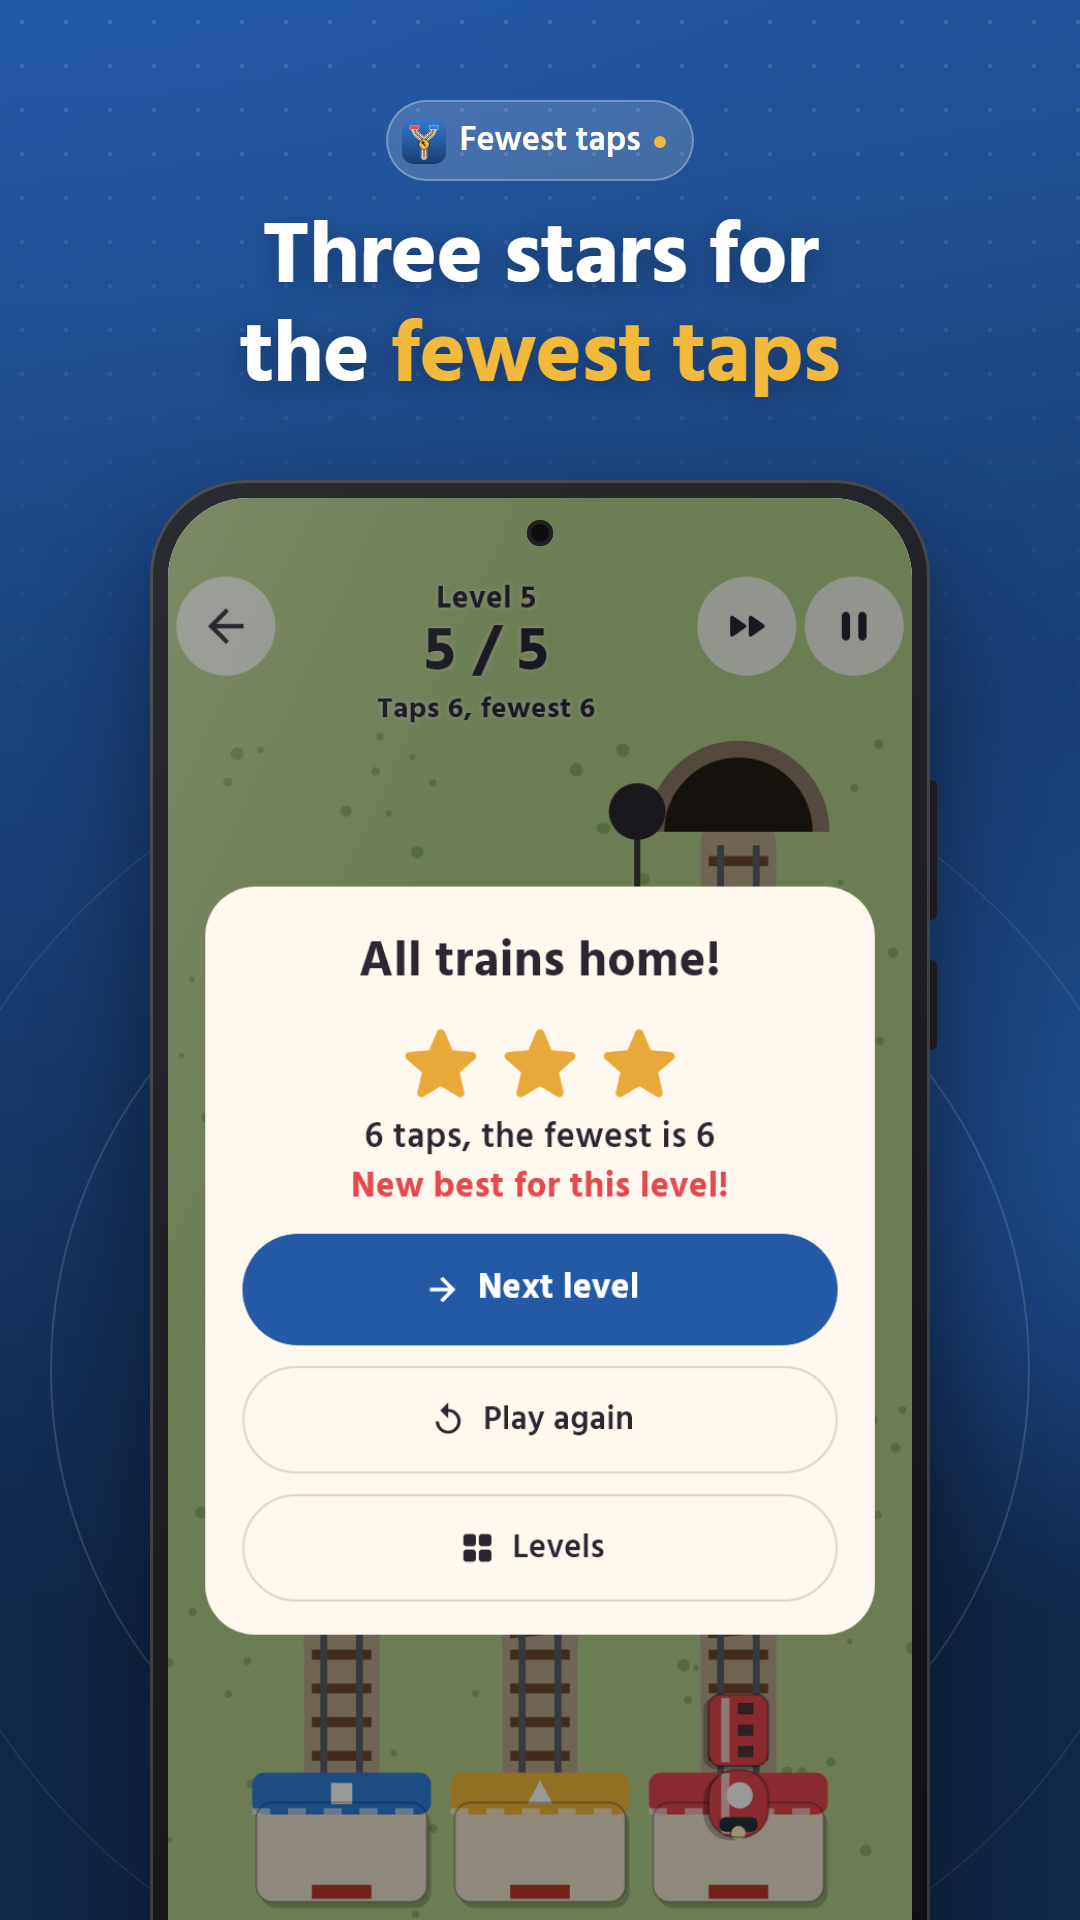 Fewest taps
Three stars for
the fewest taps
Level 5
5 / 5
Taps 6, fewest 6
All trains home!
6 taps, the fewest is 6
New best for this level!
Next level
Play again
Levels